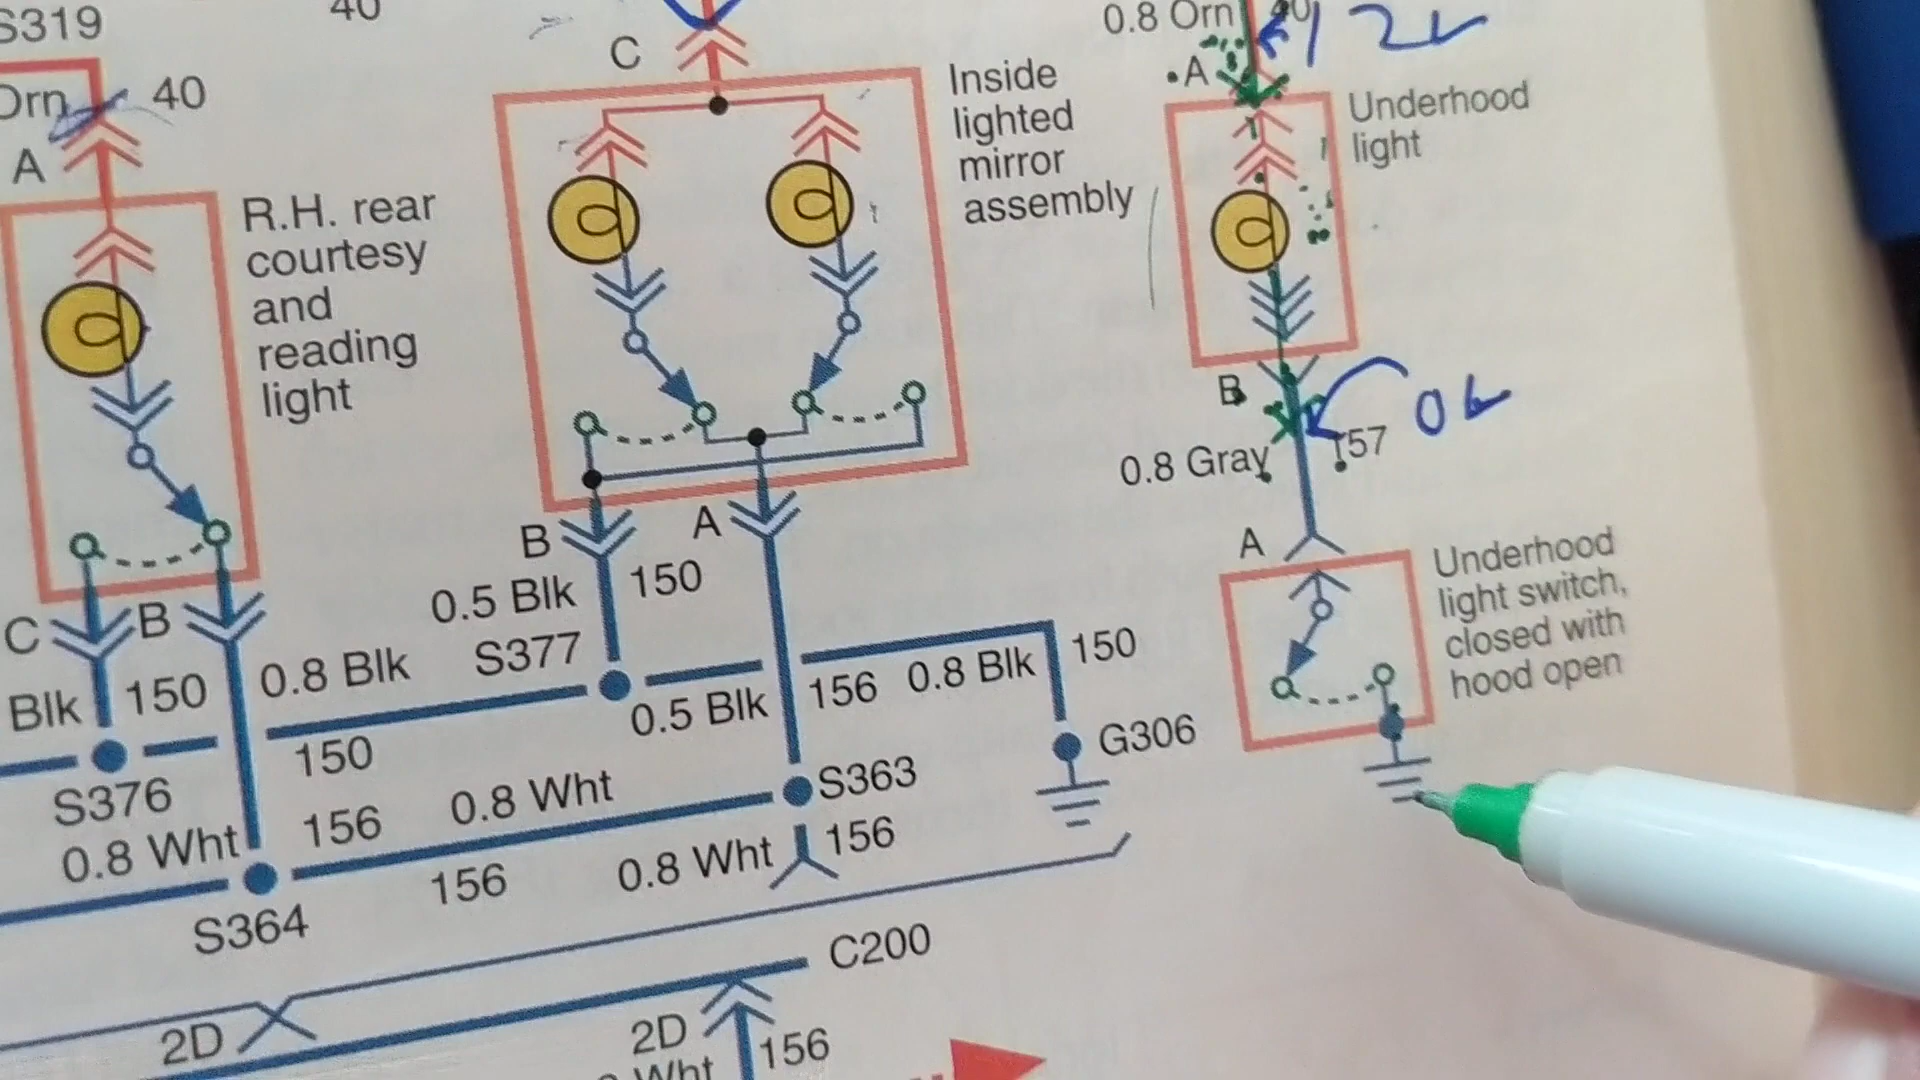 S319
40
Orn
40
A
R.H. rear
courtesy
and
reading
light
C
B
Blk
150
0.8 Blk
S376
0.8 Wht
S364
150
156
0.8 Wht
156
C
Inside
lighted
mirror
assembly
B
A
0.5 Blk
150
S377
0.5 Blk
156
0.8 Blk
150
G306
S363
0.8 Wht
156
0.8 Orn
40
12v
A
Underhood
light
B
0v
0.8 Gray
157
A
Underhood
light switch,
closed with
hood open
2D
C200
2D
Wht
156